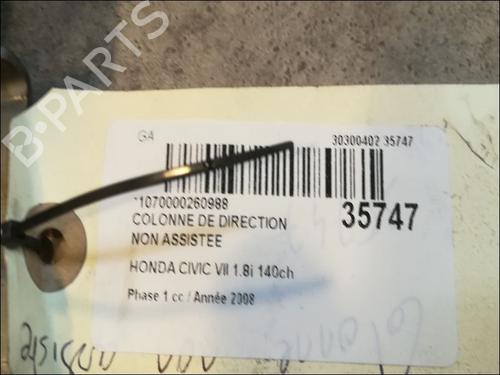 B-PARTS
GA
30300402 35747
*1070000260988
35747
COLONNE DE DIRECTION
NON ASSISTEE
HONDA CIVIC VII 1.8i 140ch
Phase 1 cc / Année 2008